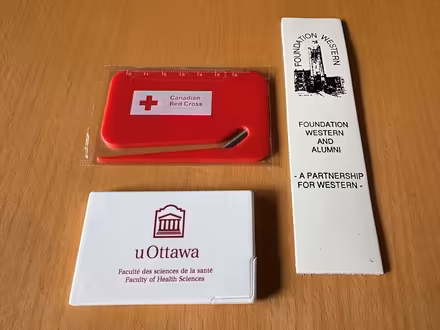 Canadian
Red Cross
FOUNDATION WESTERN
FOUNDATION
WESTERN
AND
ALUMNI
- A PARTNERSHIP
FOR WESTERN -
uOttawa
Faculté des sciences de la santé
Faculty of Health Sciences